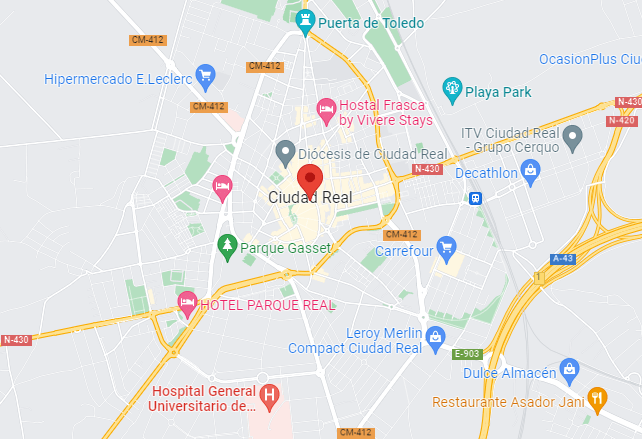 Puerta de Toledo
CM-412
OcasionPlus Ciu
CM-412
Hipermercado E.Leclerc
Playa Park
N-430
CM-412
Hostal Frasca
by Vivere Stays
N-420
ITV Ciudad Real
- Grupo Cerquo
Diócesis de Ciudad Real
N-430
Decathlon
Ciudad Real
CM-412
Parque Gasset
Carrefour
A-43
1
HOTEL PARQUE REAL
N-430
Leroy Merlin
Compact Ciudad Real
E-903
Dulce Almacén
Hospital General
Universitario de...
H
Restaurante Asador Jani
CM-412